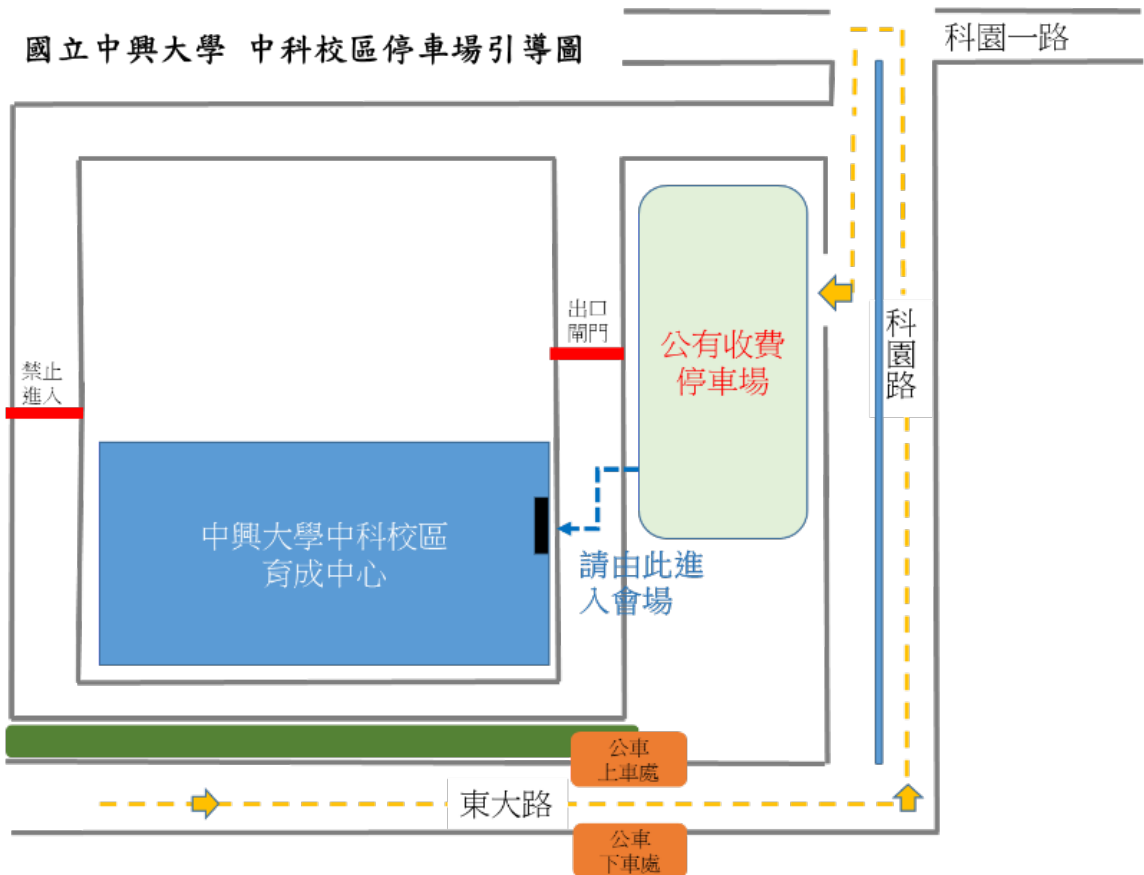 國立中興大學 中科校區停車場引導圖
科園一路
出口
閘門
公有收費
停車場
科
園
路
禁止
進入
中興大學中科校區
育成中心
請由此進
入會場
公車
上車處
東大路
公車
下車處